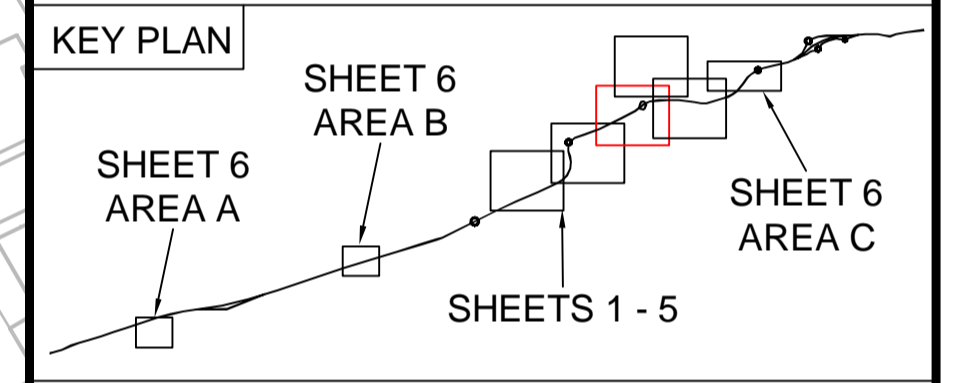 KEY PLAN
SHEET 6
AREA B
SHEET 6
AREA A
SHEET 6
AREA C
SHEETS 1 - 5